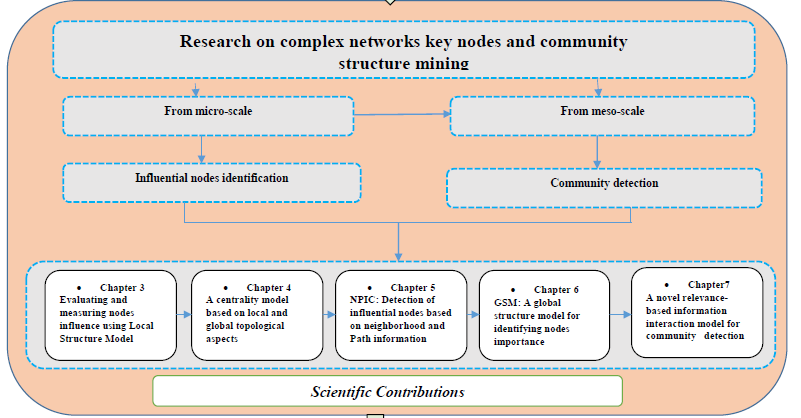 Research on complex networks key nodes and community
structure mining
From micro-scale
From meso-scale
Influential nodes identification
Community detection
• Chapter 3
Evaluating and
measuring nodes
influence using Local
Structure Model
• Chapter 4
A centrality model
based on local and
global topological
aspects
• Chapter 5
NPIC: Detection of
influential nodes based
on neighborhood and
Path information
• Chapter 6
GSM: A global
structure model for
identifying nodes
importance
• Chapter7
A novel relevance-
based information
interaction model for
community detection
Scientific Contributions